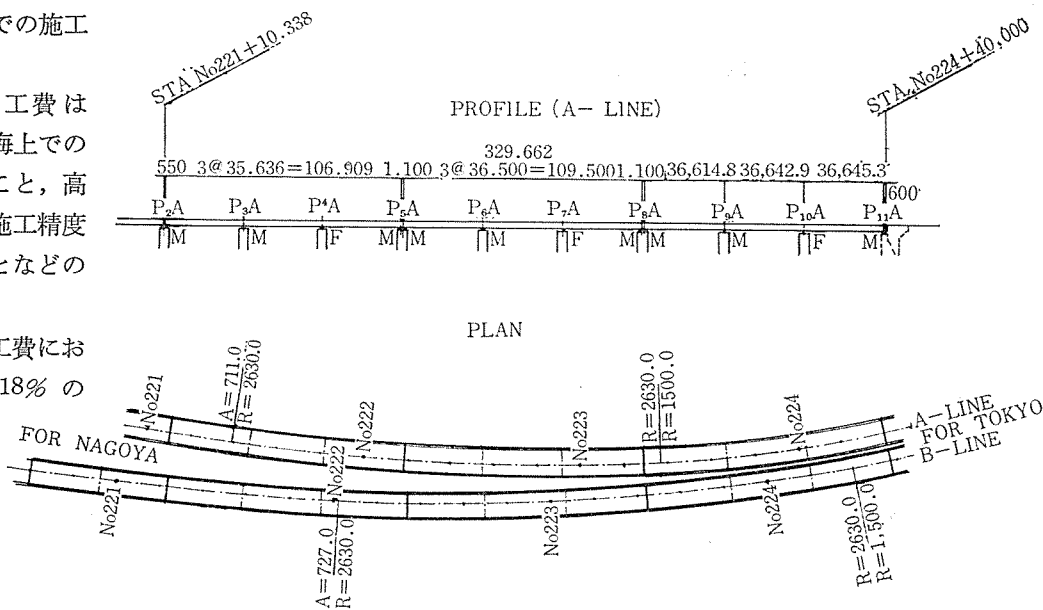 での施工
工費は
海上での
こと，高
施工精度
となどの
工費にお
18% の
STA No221+10.338
STA No224+40,000
PROFILE (A- LINE)
329.662
550 3@35.636=106.909 1.100 3@36.500=109.5001.100 36,614.8 36,642.9 36,645.3
600
P₂A P₃A P⁴A P₅A P₆A P₇A P₈A P₉A P₁₀A P₁₁A
M M F M M M F M M M F M
PLAN
No221
A=711.0
R=2630.0
No222
No223
R=2630.0
R=1500.0
No224
A-LINE
FOR TOKYO
B-LINE
FOR NAGOYA
No221
No222
A=727.0
R=2630.0
No223
No224
R=2630.0
R=1,500.0